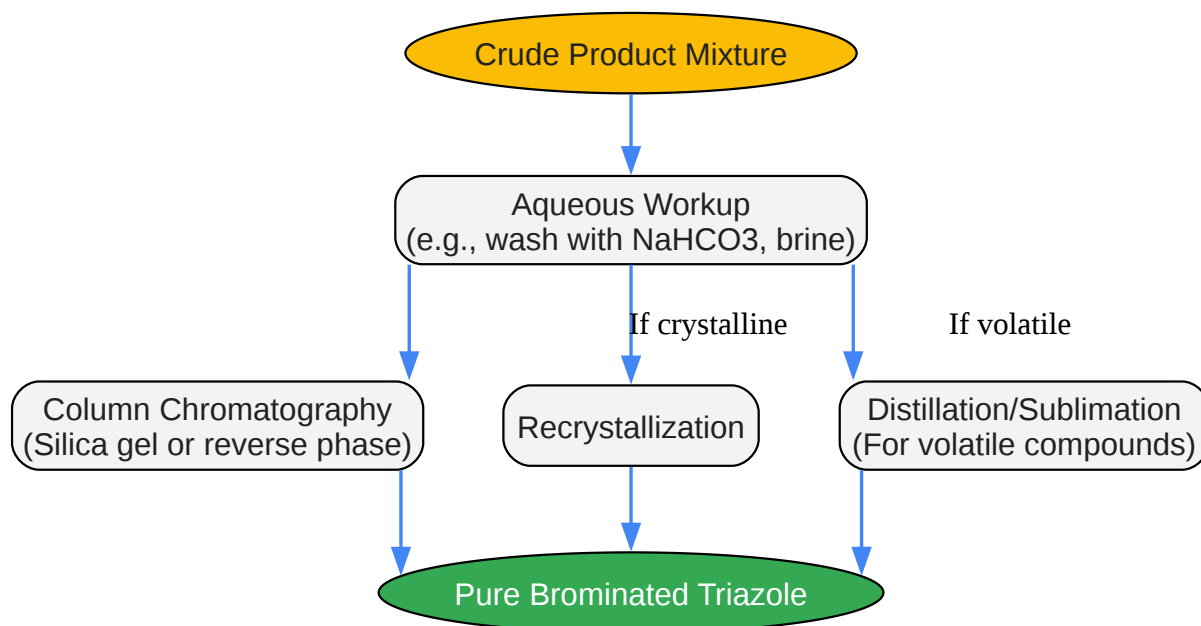 Crude Product Mixture
Aqueous Workup
(e.g., wash with NaHCO3, brine)
If crystalline
If volatile
Column Chromatography
(Silica gel or reverse phase)
Recrystallization
Distillation/Sublimation
(For volatile compounds)
Pure Brominated Triazole